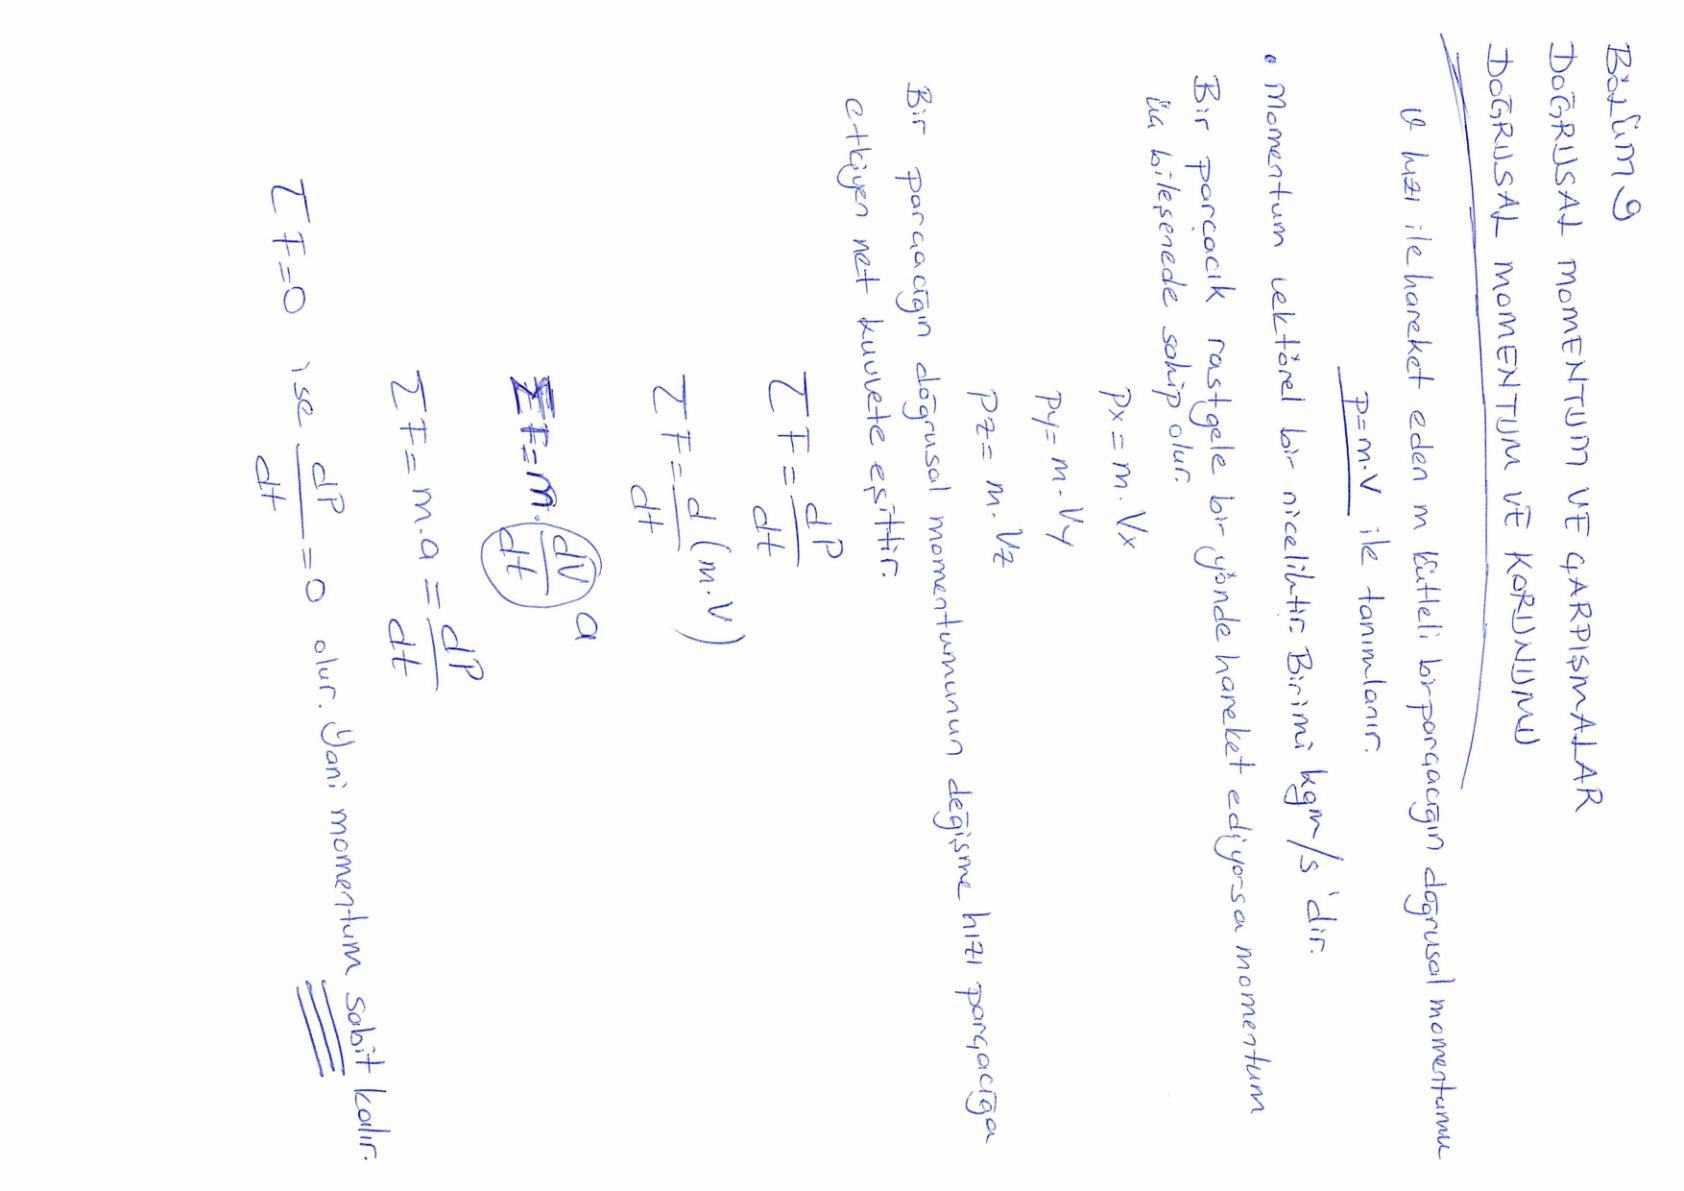 BÖLÜM 9
DOĞRUSAL MOMENTUM VE ÇARPIŞMALAR
DOĞRUSAL MOMENTUM VE KORUNUMU
v hızı ile hareket eden m kütleli bir parçacığın doğrusal momentumu
p=m.V ile tanımlanır.
• Momentum vektörel bir niceliktir. Birimi kgm/s 'dir.
Bir parçacık rastgele bir yönde hareket ediyorsa momentum
üç bileşenede sahip olur.
Px = m. Vx
Py = m. Vy
Pz = m. Vz
Bir parçacığın doğrusal momentumunun değişme hızı parçacığa
etkiyen net kuvvete eşittir.
ΣF = dP/dt
ΣF = d/dt (m.V)
ΣF = m. dV/dt a
ΣF = m.a = dP/dt
ΣF=0 ise dP/dt = 0 olur. Yani momentum sabit kalır.